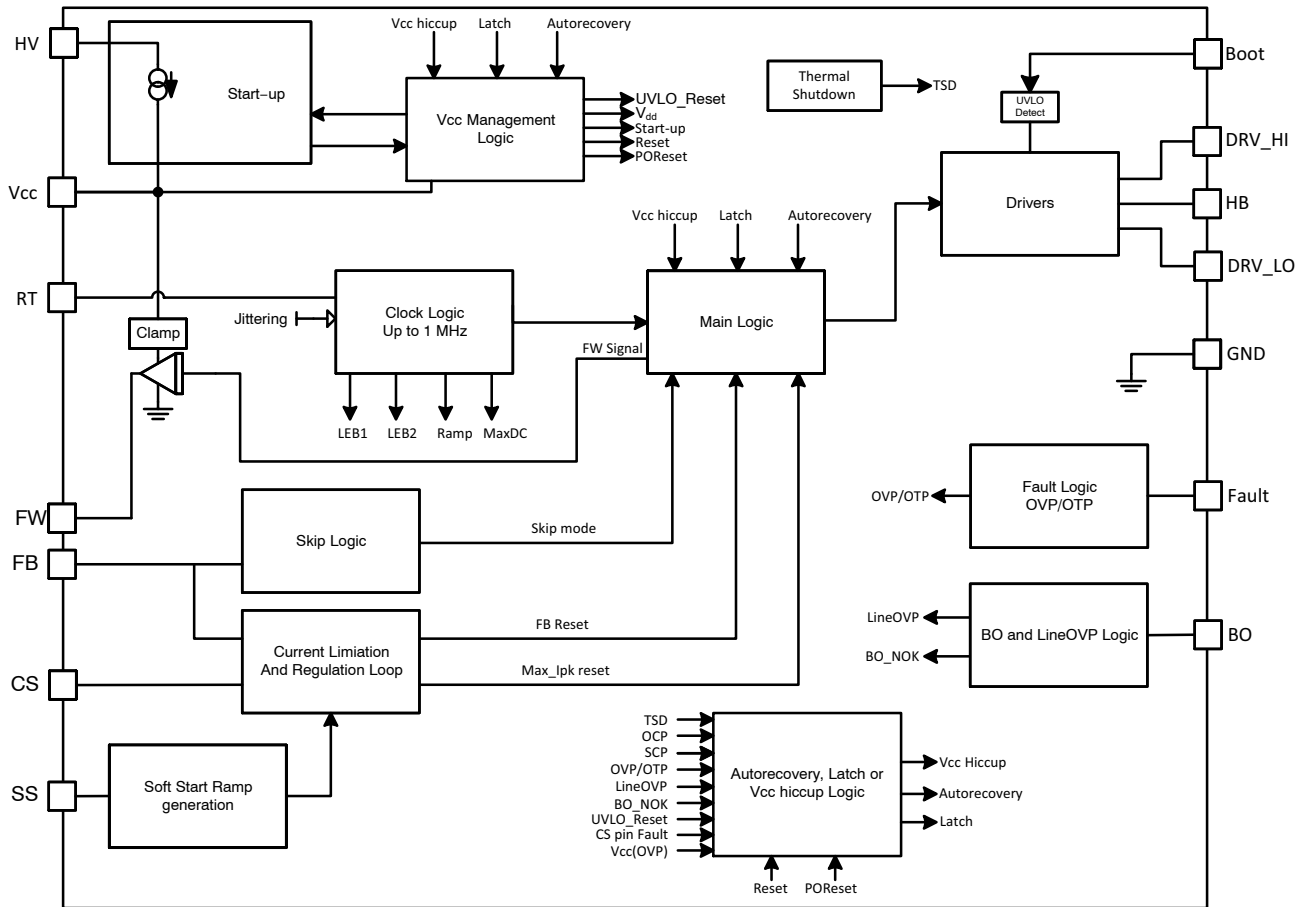 HV
Vcc
RT
FW
FB
CS
SS
Start−up
Vcc hiccup
Latch
Autorecovery
Vcc Management
Logic
UVLO_Reset
Vdd
Start-up
Reset
POReset
Thermal
Shutdown
TSD
UVLO
Detect
Drivers
Boot
DRV_HI
HB
DRV_LO
GND
Fault
BO
Clamp
Jittering
Clock Logic
Up to 1 MHz
LEB1
LEB2
Ramp
MaxDC
Vcc hiccup
Latch
Autorecovery
Main Logic
FW Signal
Skip Logic
Skip mode
Current Limiation
And Regulation Loop
FB Reset
Max_Ipk reset
Soft Start Ramp
generation
OVP/OTP
Fault Logic
OVP/OTP
LineOVP
BO_NOK
BO and LineOVP Logic
TSD
OCP
SCP
OVP/OTP
LineOVP
BO_NOK
UVLO_Reset
CS pin Fault
Vcc(OVP)
Autorecovery, Latch or
Vcc hiccup Logic
Vcc Hiccup
Autorecovery
Latch
Reset
POReset